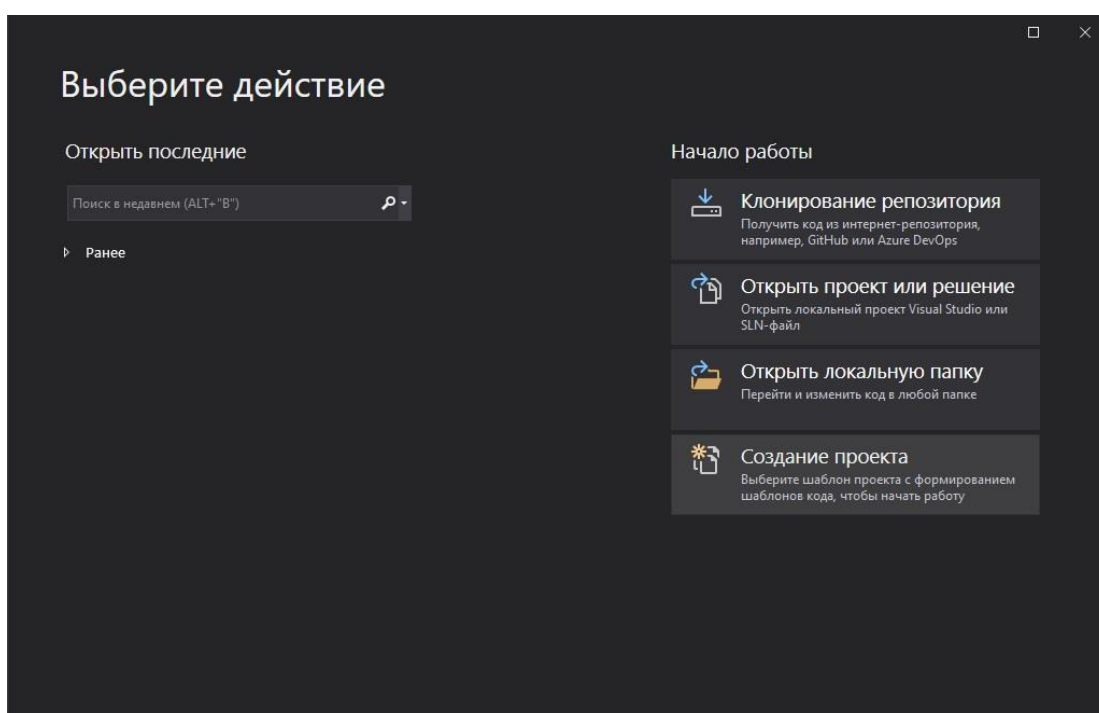 Выберите действие
Открыть последние
Поиск в недавнем (ALT+"В")
Ранее
Начало работы
Клонирование репозитория
Получить код из интернет-репозитория,
например, GitHub или Azure DevOps
Открыть проект или решение
Открыть локальный проект Visual Studio или
SLN-файл
Открыть локальную папку
Перейти и изменить код в любой папке
Создание проекта
Выберите шаблон проекта с формированием
шаблонов кода, чтобы начать работу